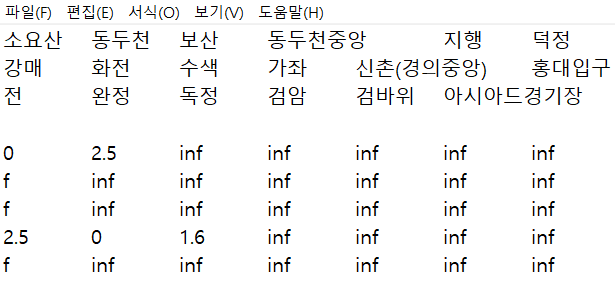 파일(F) 편집(E) 서식(O) 보기(V) 도움말(H)
소요산 동두천 보산 동두천중앙 지행 덕정
강매 화전 수색 가좌 신촌(경의중앙) 홍대입구
전 완정 독정 검암 검바위 아시아드경기장
0 2.5 inf inf inf inf inf
f inf inf inf inf inf inf
f inf inf inf inf inf inf
2.5 0 1.6 inf inf inf inf
f inf inf inf inf inf inf